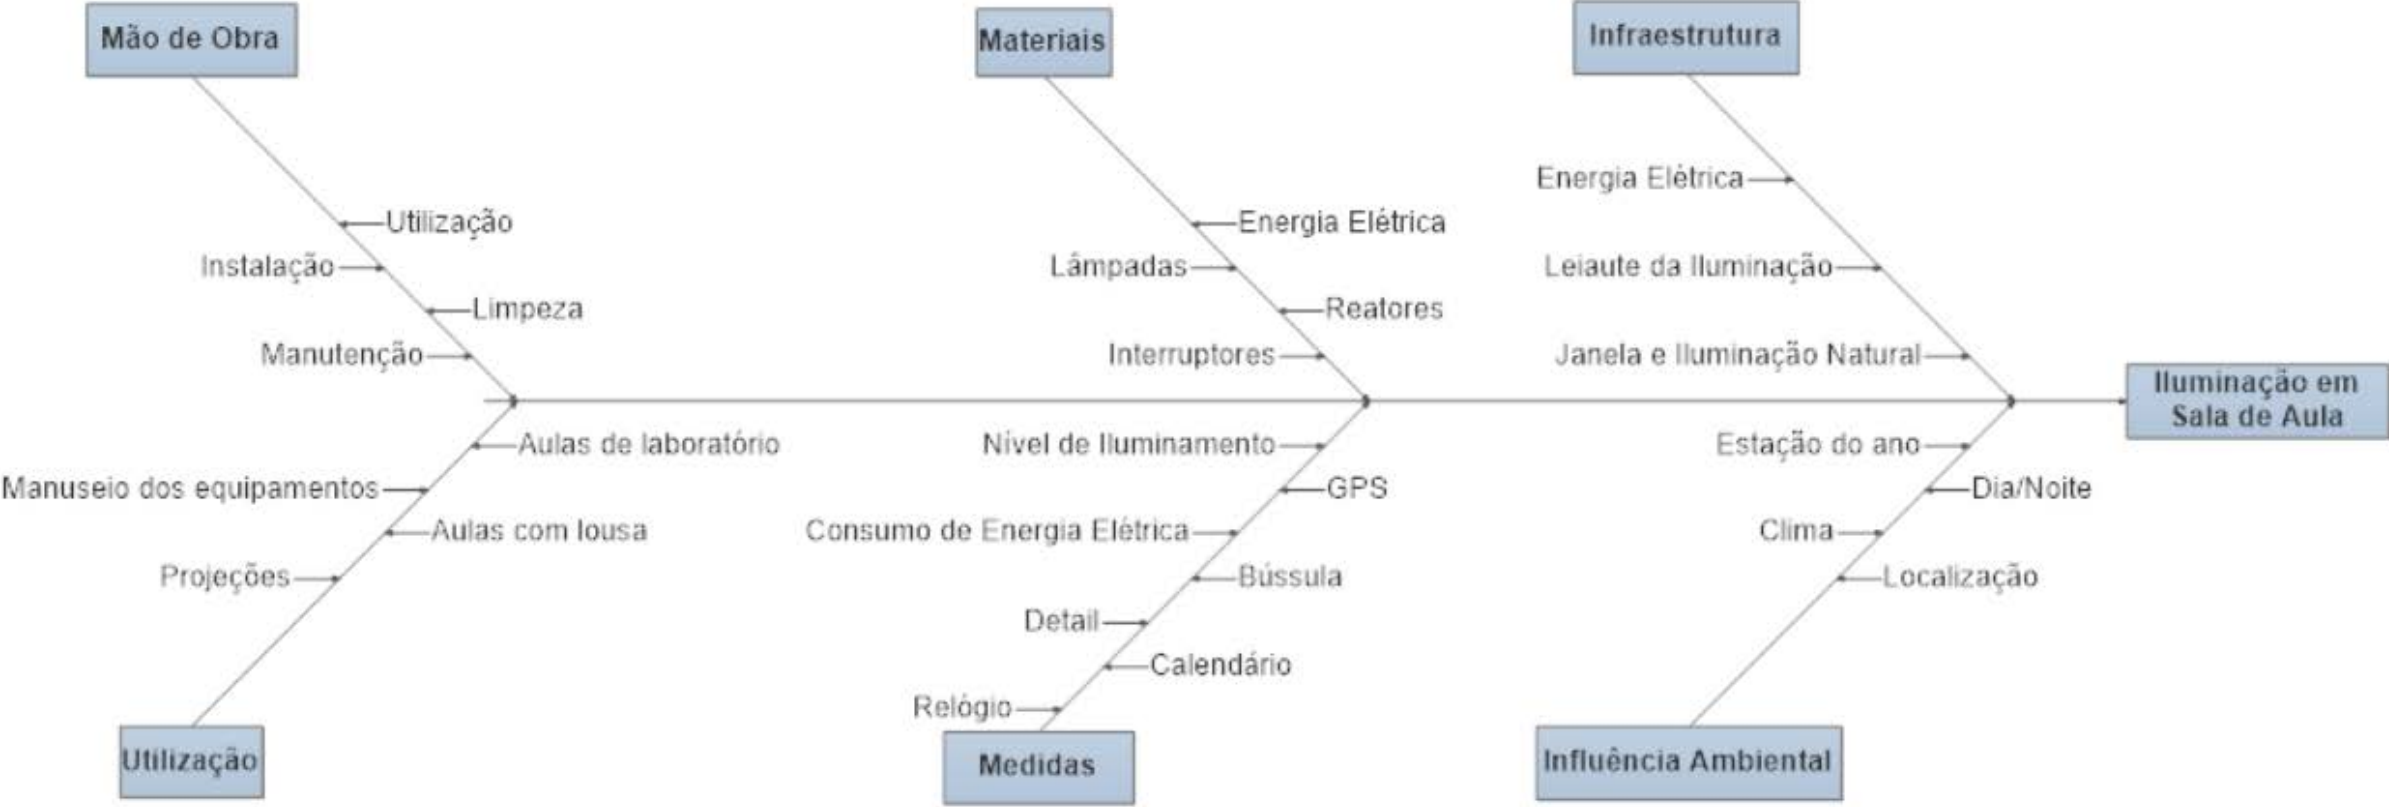 Mão de Obra
Materiais
Infraestrutura
Utilização
Instalação
Limpeza
Manutenção
Energia Elétrica
Lâmpadas
Reatores
Interruptores
Energia Elétrica
Leiaute da Iluminação
Janela e Iluminação Natural
Iluminação em
Sala de Aula
Aulas de laboratório
Manuseio dos equipamentos
Aulas com lousa
Projeções
Nível de Iluminamento
GPS
Consumo de Energia Elétrica
Bússula
Detail
Calendário
Relógio
Estação do ano
Dia/Noite
Clima
Localização
Utilização
Medidas
Influência Ambiental